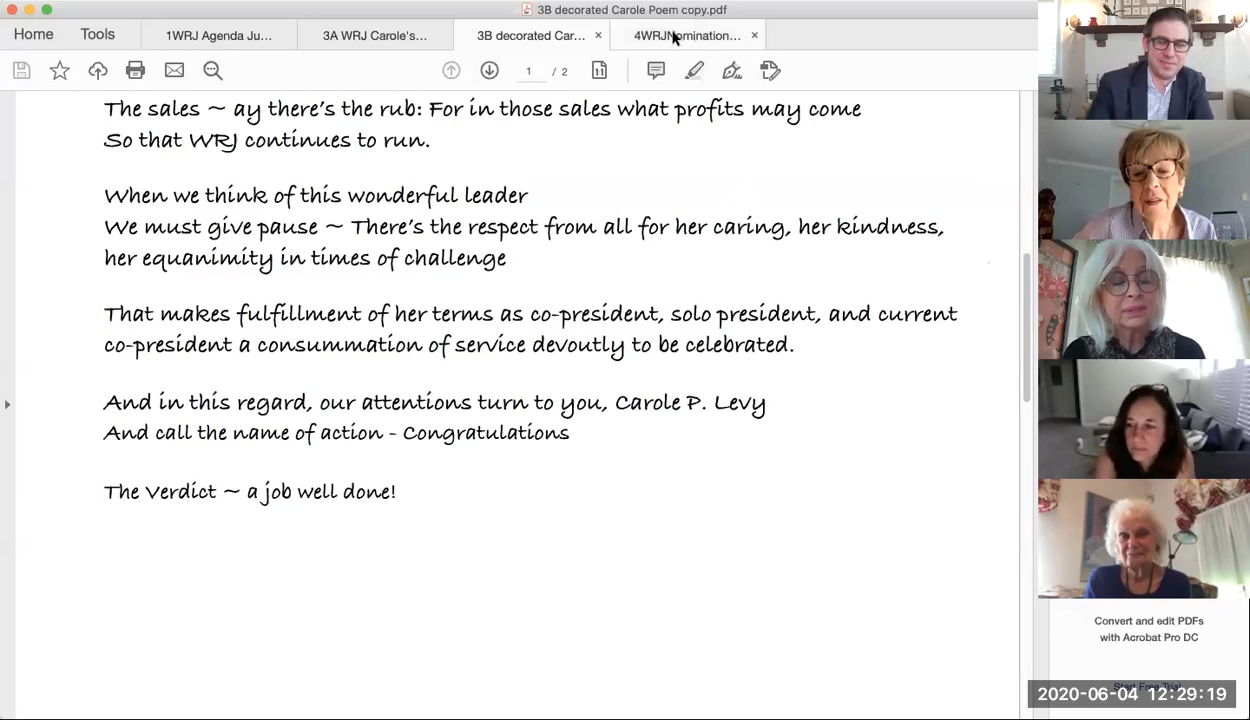 3B decorated Carole Poem copy.pdf
Home Tools 1WRJ Agenda Ju... 3A WRJ Carole's... 3B decorated Car... × 4WRJNomination... ×
1 / 2
The sales ~ ay there's the rub: For in those sales what profits may come
So that WRJ continues to run.
When we think of this wonderful leader
We must give pause ~ There's the respect from all for her caring, her kindness,
her equanimity in times of challenge
That makes fulfillment of her terms as co-president, solo president, and current
co-president a consummation of service devoutly to be celebrated.
And in this regard, our attentions turn to you, Carole P. Levy
And call the name of action - Congratulations
The Verdict ~ a job well done!
Convert and edit PDFs
with Acrobat Pro DC
Start Free Trial
2020-06-04 12:29:19